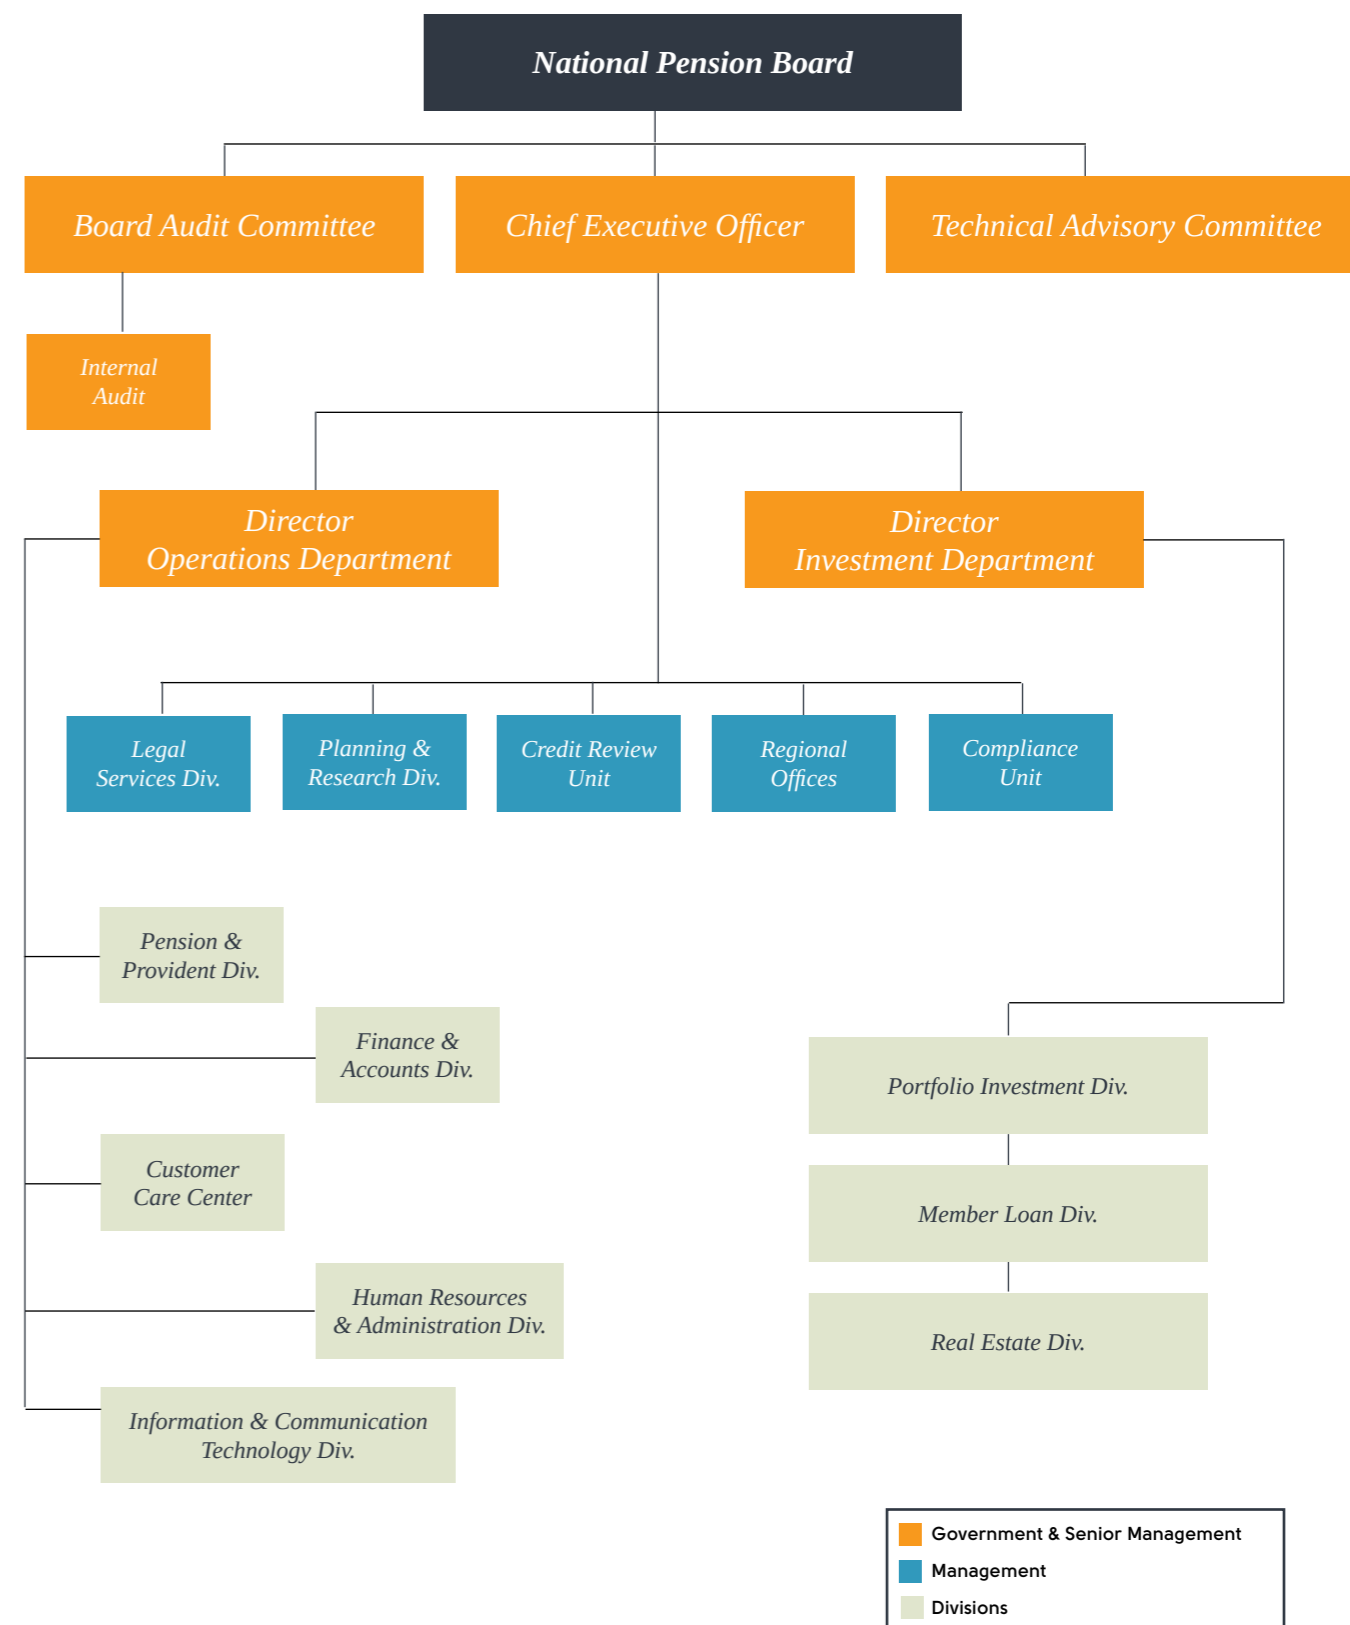 National Pension Board
Board Audit Committee
Chief Executive Officer
Technical Advisory Committee
Internal
Audit
Director
Operations Department
Director
Investment Department
Legal
Services Div.
Planning &
Research Div.
Credit Review
Unit
Regional
Offices
Compliance
Unit
Pension &
Provident Div.
Finance &
Accounts Div.
Customer
Care Center
Human Resources
& Administration Div.
Information & Communication
Technology Div.
Portfolio Investment Div.
Member Loan Div.
Real Estate Div.
Government & Senior Management
Management
Divisions